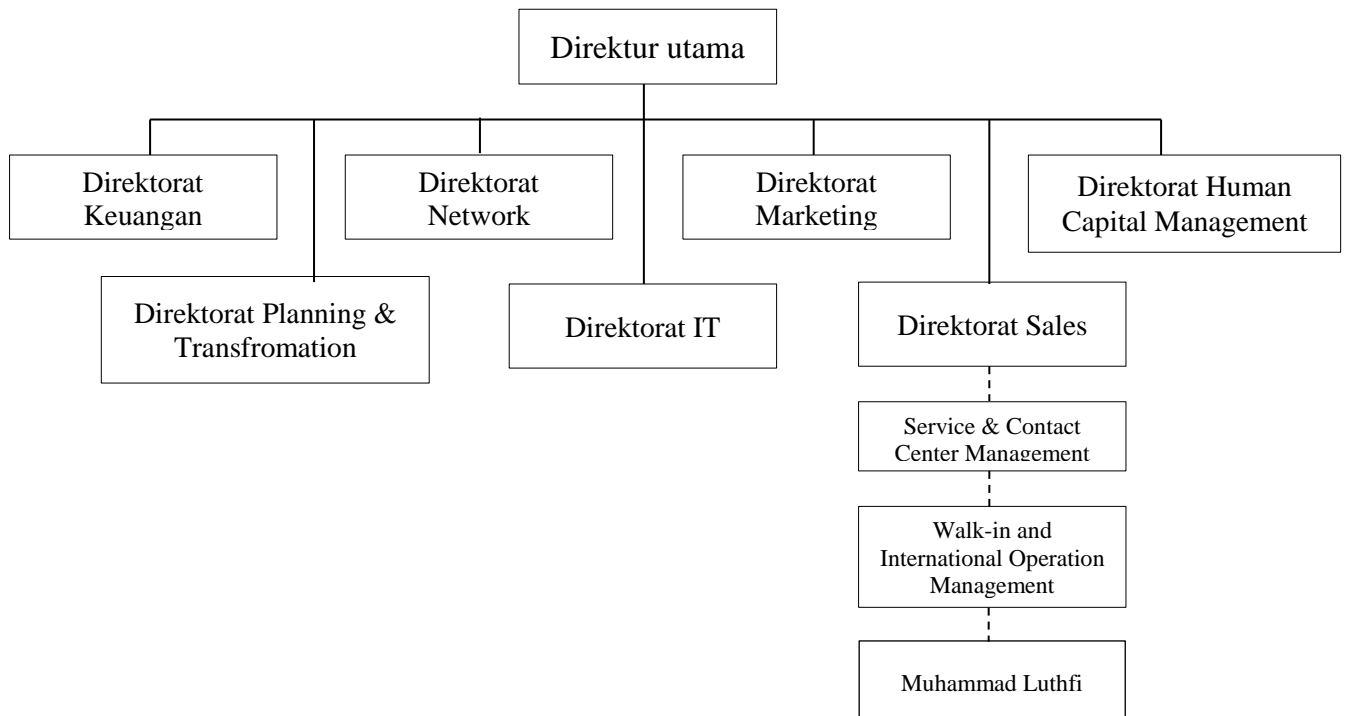 Direktur utama
Direktorat
Keuangan
Direktorat
Network
Direktorat
Marketing
Direktorat Human
Capital Management
Direktorat Planning &
Transfromation
Direktorat IT
Direktorat Sales
Service & Contact
Center Management
Walk-in and
International Operation
Management
Muhammad Luthfi